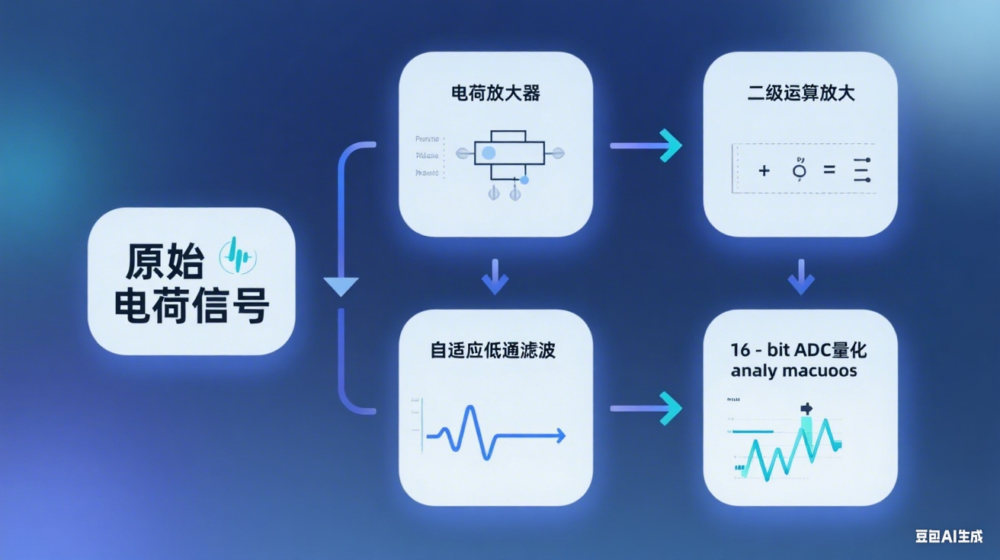 原始
电荷信号
电荷放大器
二级运算放大
+ = 
自适应低通滤波
16 - bit ADC量化
analy macuoos
豆包AI生成